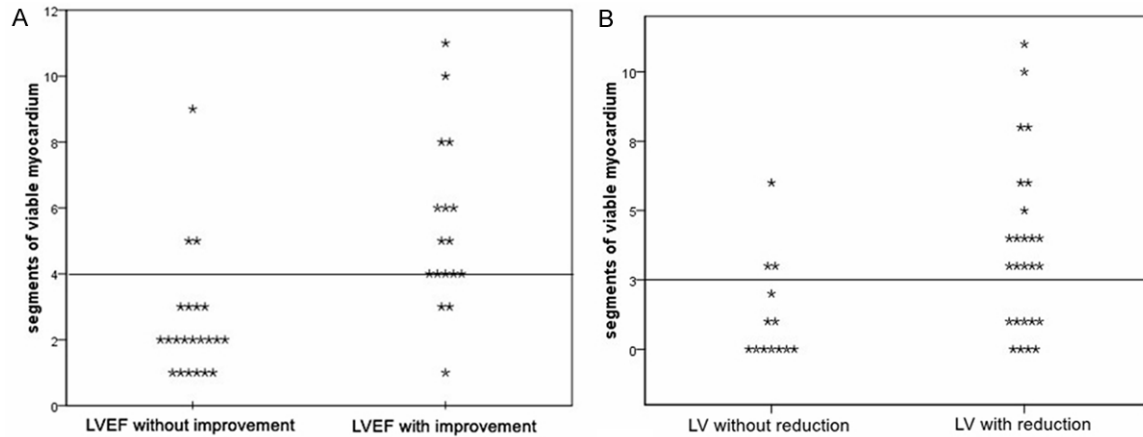 A
segments of viable myocardium
12
10
8
6
4
2
0
LVEF without improvement
LVEF with improvement
B
segments of viable myocardium
10
8
5
3
0
LV without reduction
LV with reduction